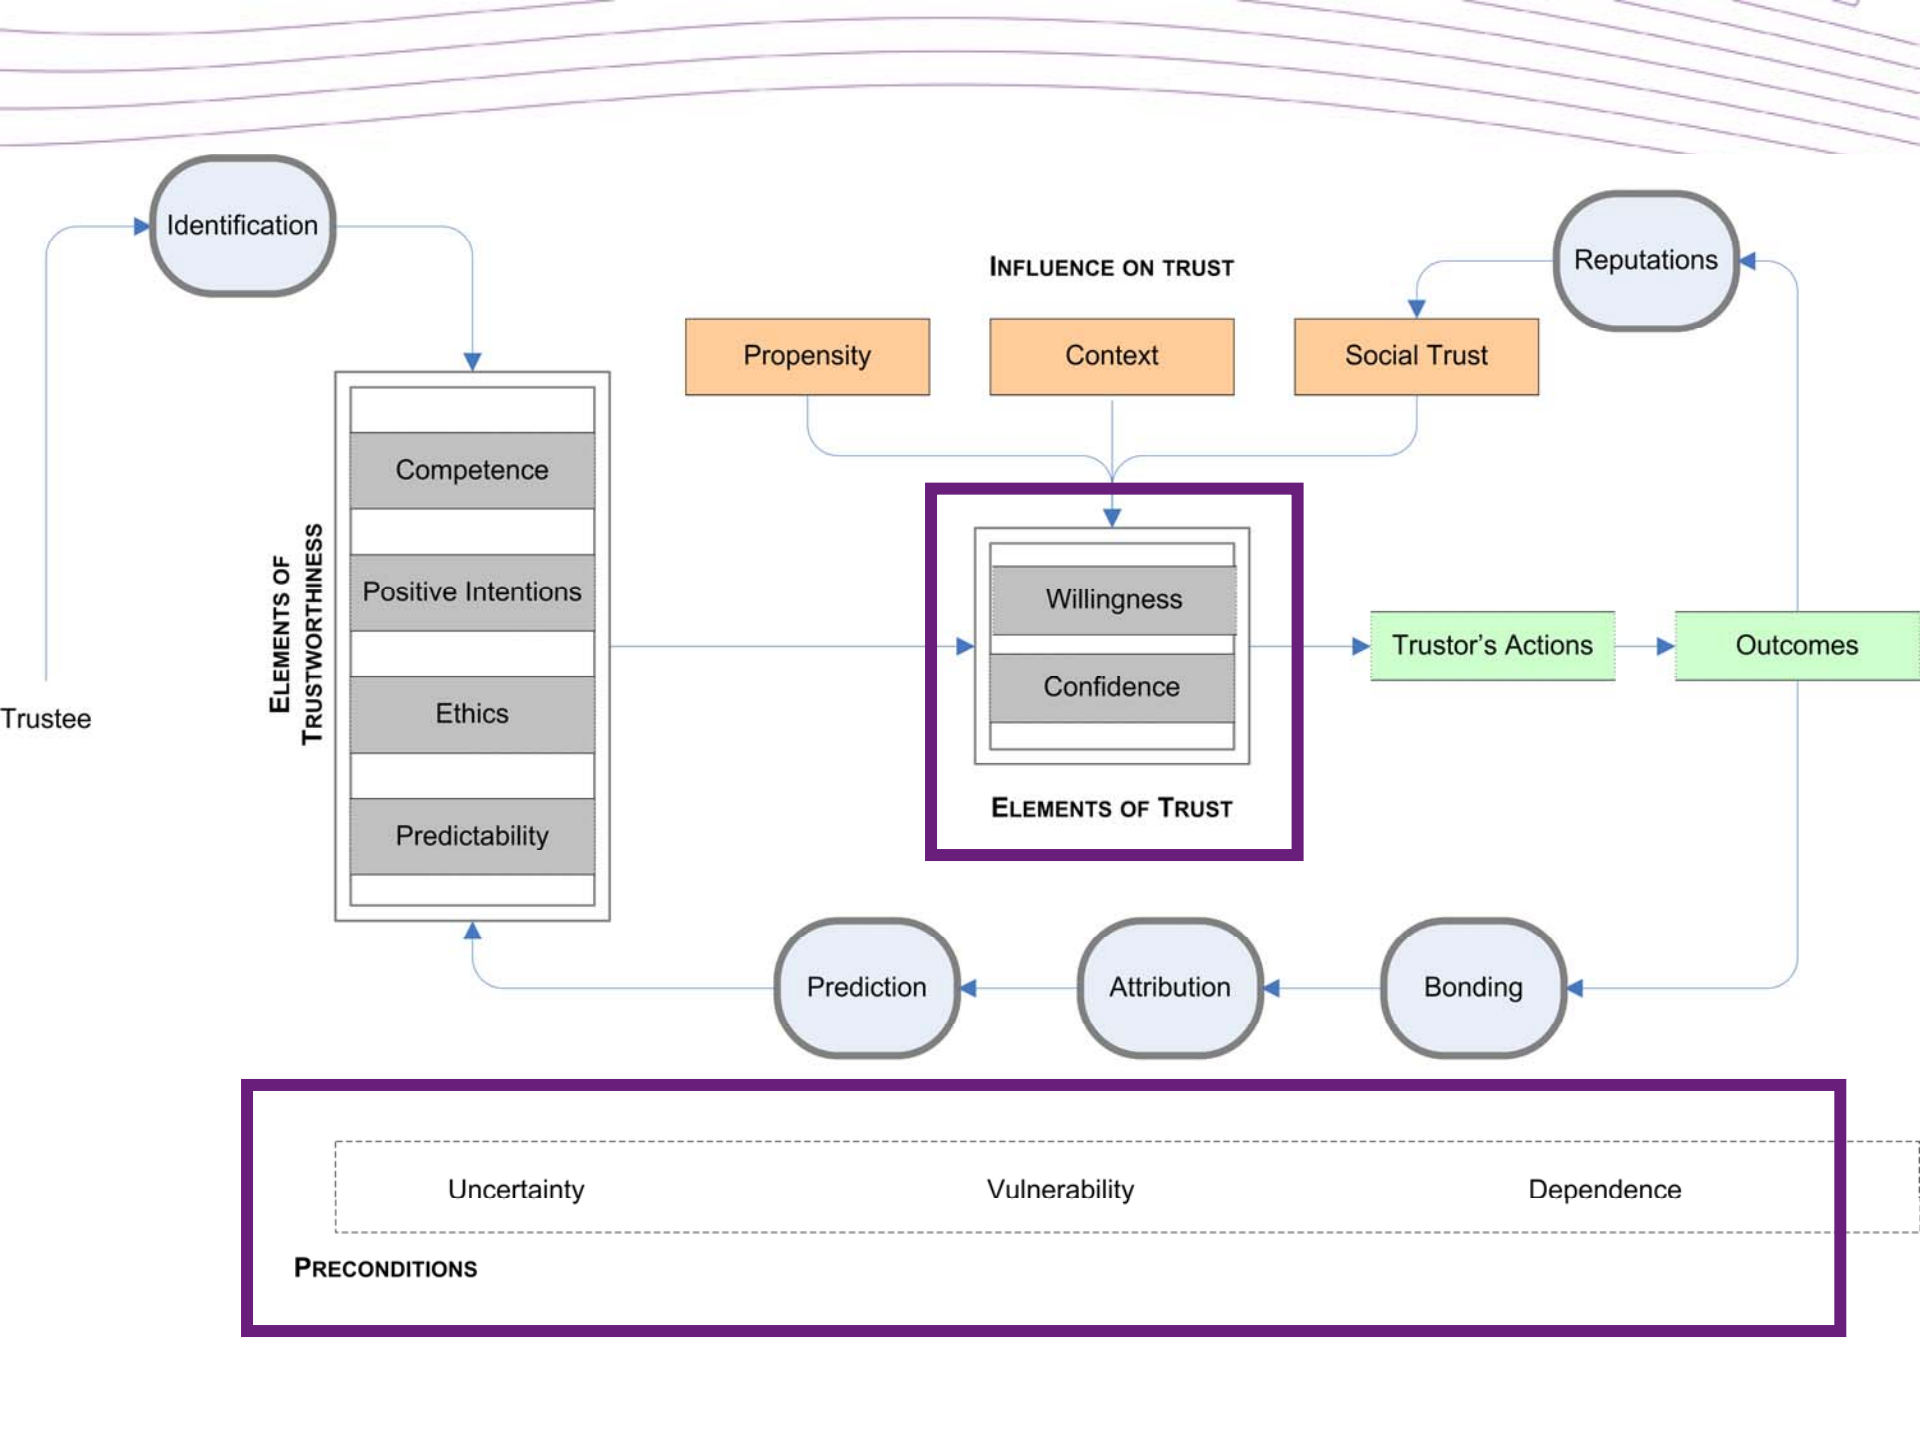 Identification
Reputations
INFLUENCE ON TRUST
Propensity
Context
Social Trust
ELEMENTS OF
TRUSTWORTHINESS
Competence
Positive Intentions
Ethics
Predictability
Willingness
Confidence
ELEMENTS OF TRUST
Trustor’s Actions
Outcomes
Trustee
Prediction
Attribution
Bonding
Uncertainty
Vulnerability
Dependence
PRECONDITIONS